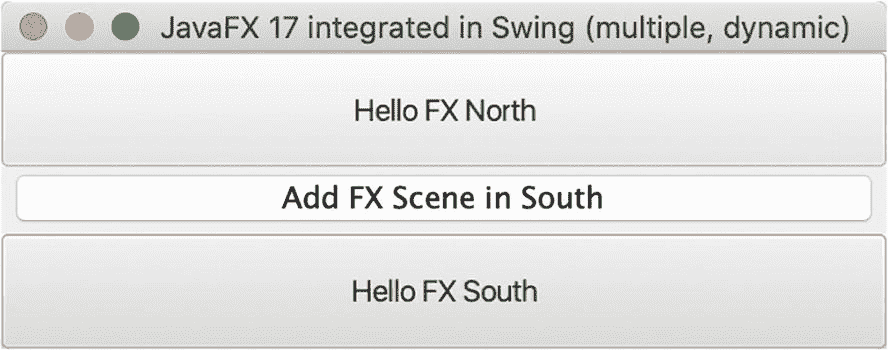 JavaFX 17 integrated in Swing (multiple, dynamic)
Hello FX North
Add FX Scene in South
Hello FX South